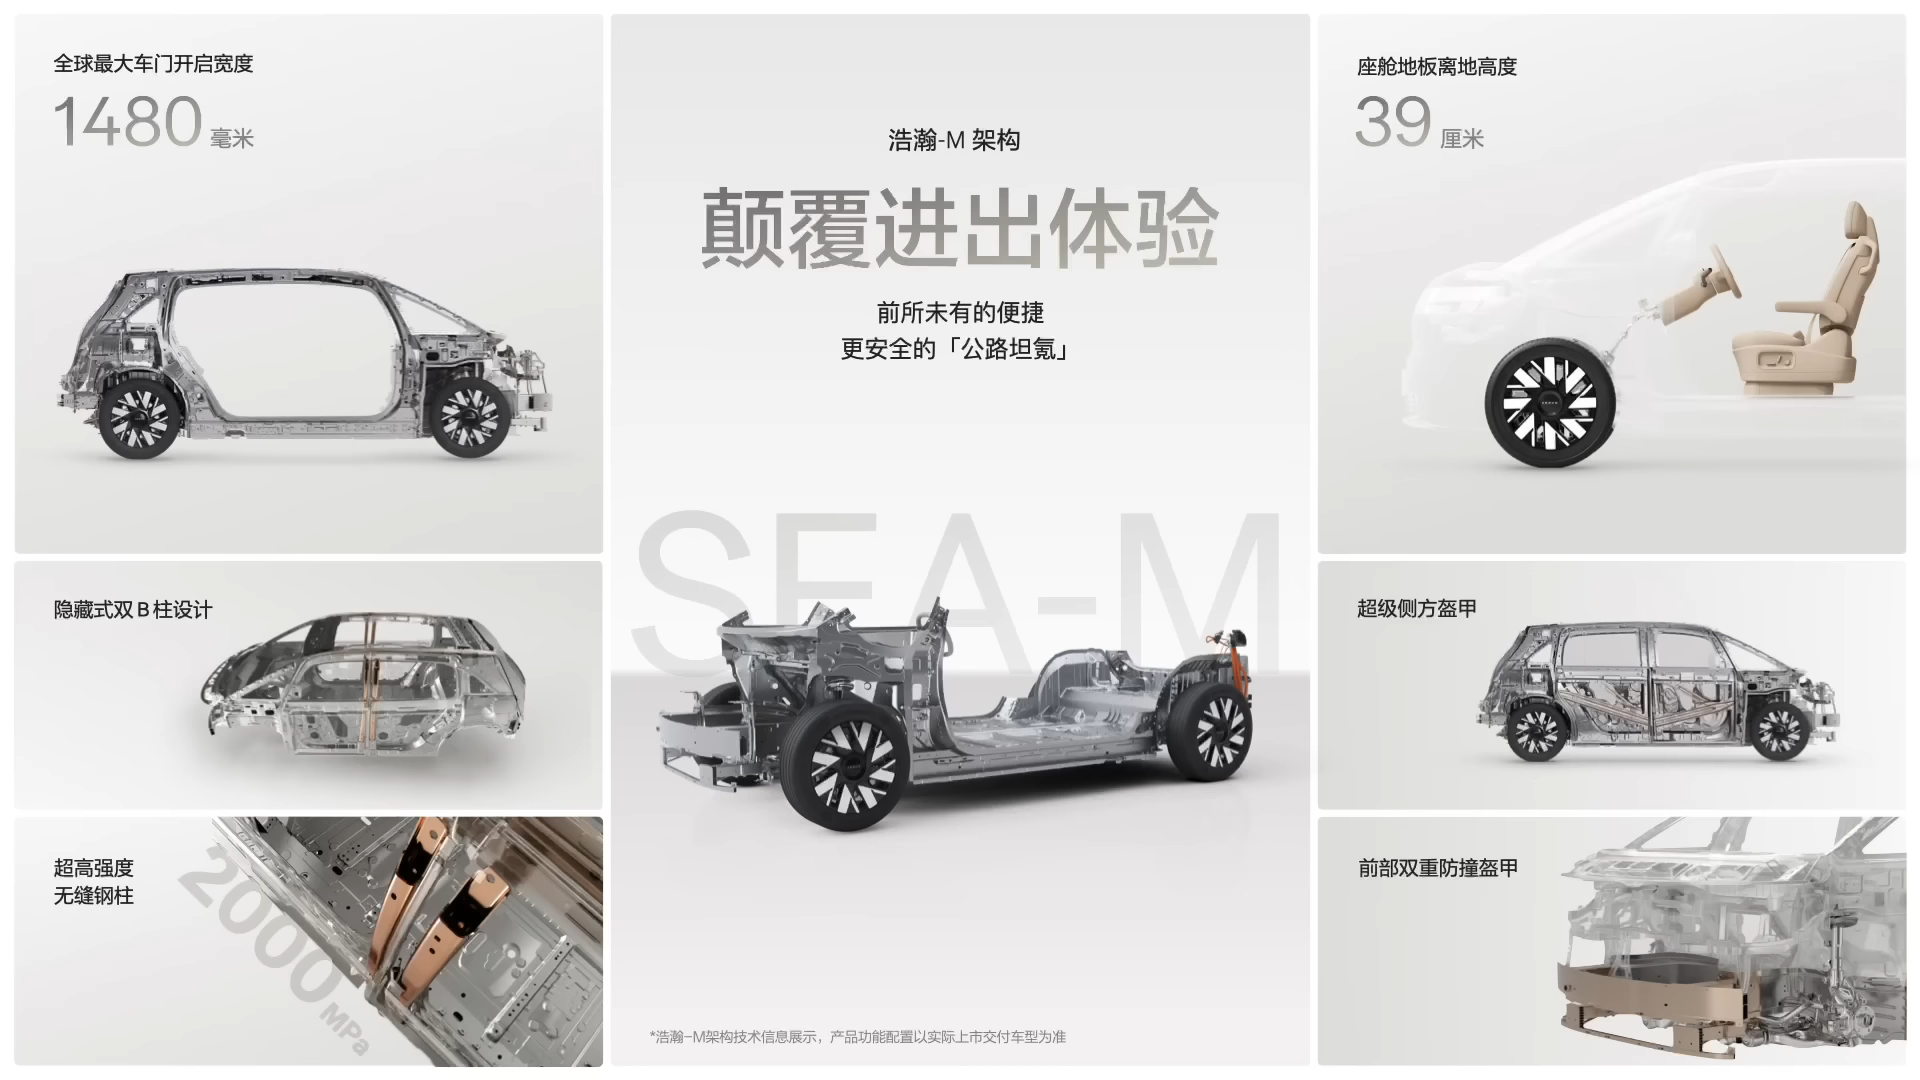 全球最大车门开启宽度
1480 毫米
隐藏式双 B 柱设计
超高强度
无缝钢柱
2000 MPa
浩瀚-M 架构
颠覆进出体验
前所未有的便捷
更安全的「公路坦氪」
SEA-M
*浩瀚-M架构技术信息展示，产品功能配置以实际上市交付车型为准
座舱地板离地高度
39 厘米
超级侧方盔甲
前部双重防撞盔甲